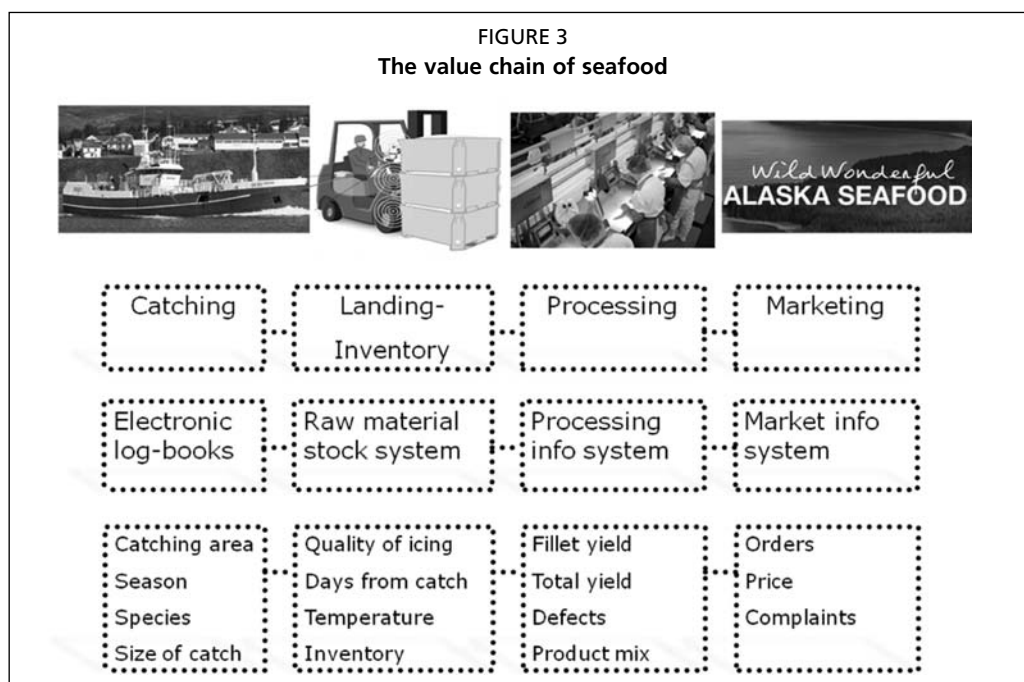 FIGURE 3
The value chain of seafood
Wild Wonderful
ALASKA SEAFOOD
Catching
Landing-
Inventory
Processing
Marketing
Electronic
log-books
Raw material
stock system
Processing
info system
Market info
system
Catching area
Season
Species
Size of catch
Quality of icing
Days from catch
Temperature
Inventory
Fillet yield
Total yield
Defects
Product mix
Orders
Price
Complaints